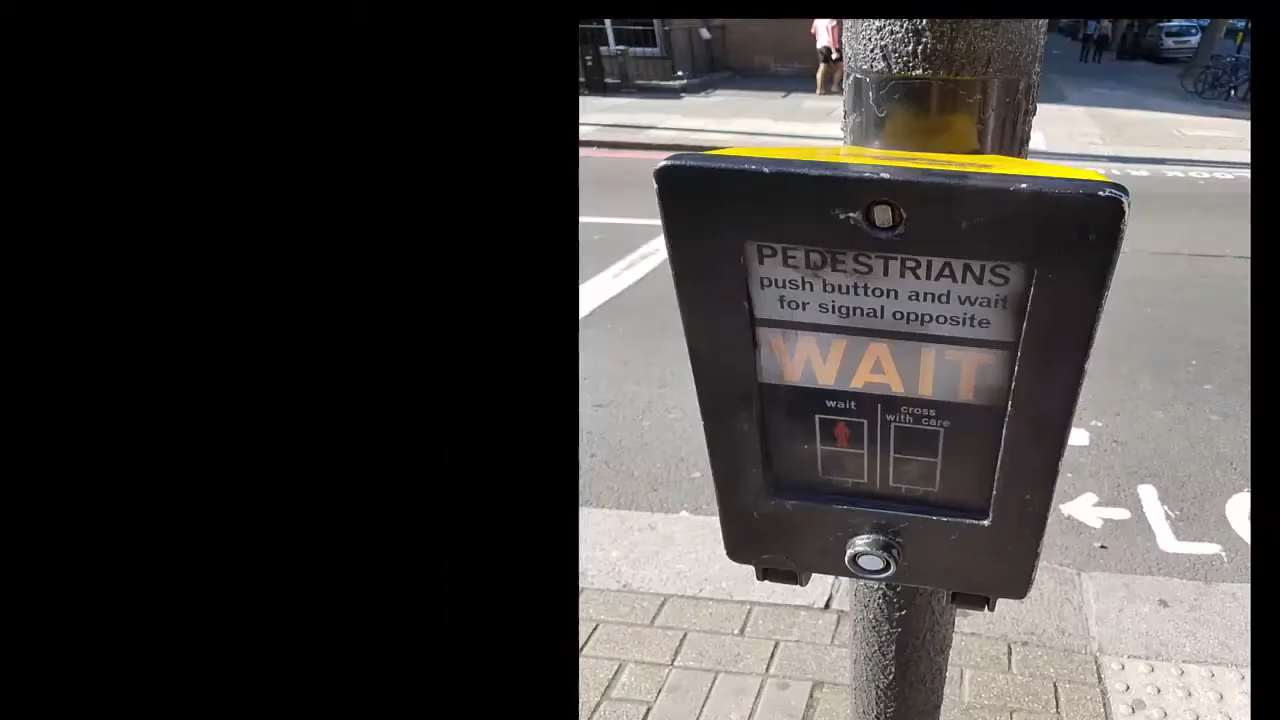 PEDESTRIANS
push button and wait
for signal opposite
WAIT
wait
cross
with care